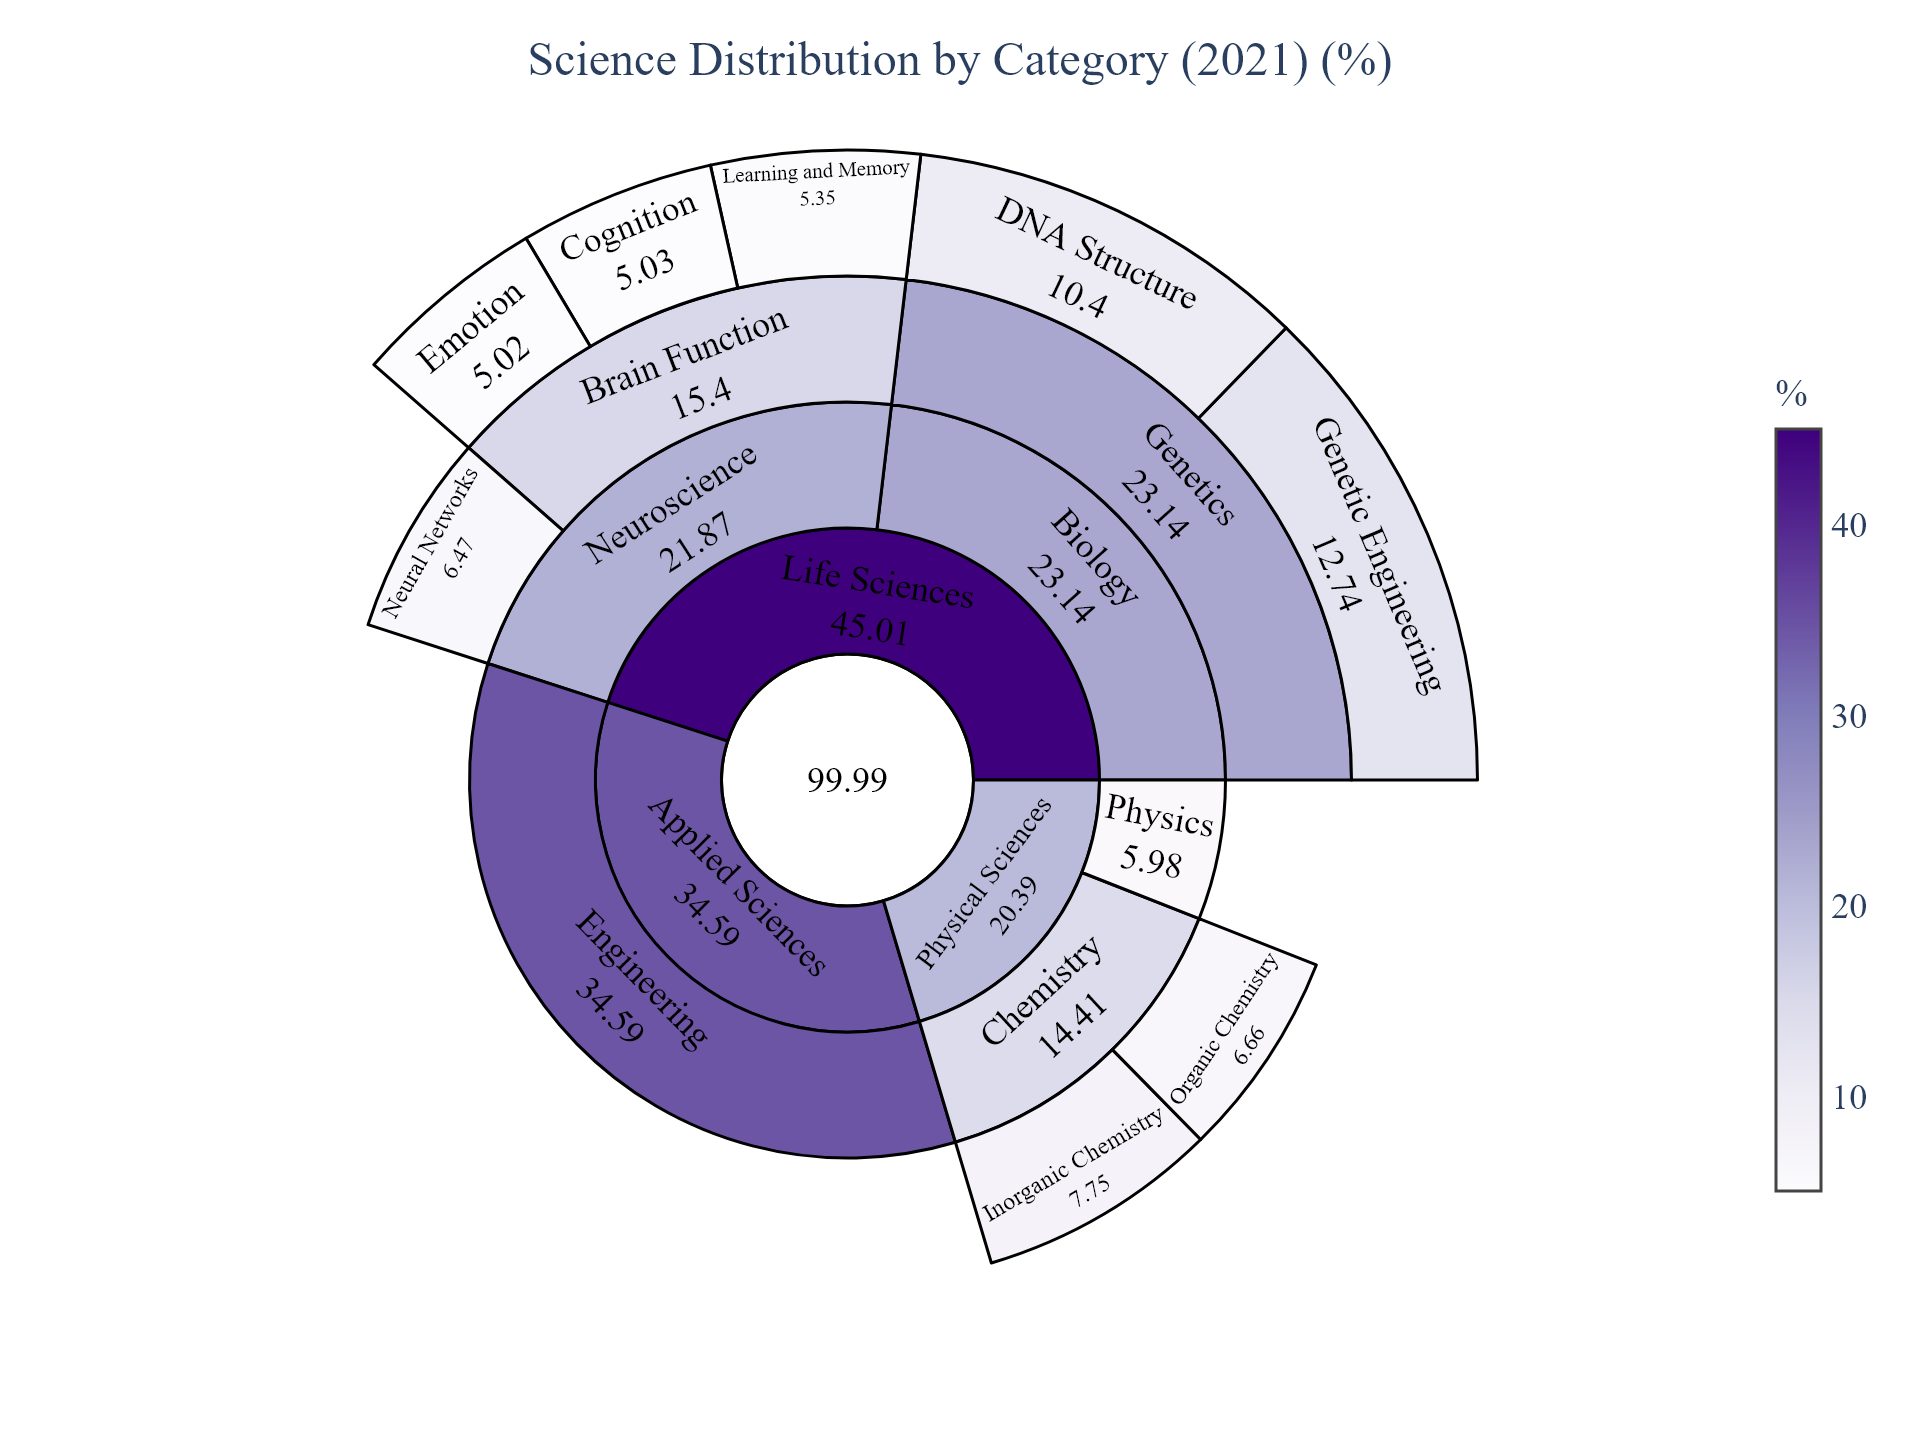 Science Distribution by Category (2021) (%)
Learning and Memory
5.35
Cognition
5.03
Emotion
5.02
DNA Structure
10.4
Brain Function
15.4
Genetics
23.14
Genetic Engineering
12.74
Neural Networks
6.47
Neuroscience
21.87
Biology
23.14
Life Sciences
45.01
99.99
Physics
5.98
Applied Sciences
34.59
Physical Sciences
20.39
Engineering
34.59
Chemistry
14.41
Organic Chemistry
6.66
Inorganic Chemistry
7.75
%
40
30
20
10